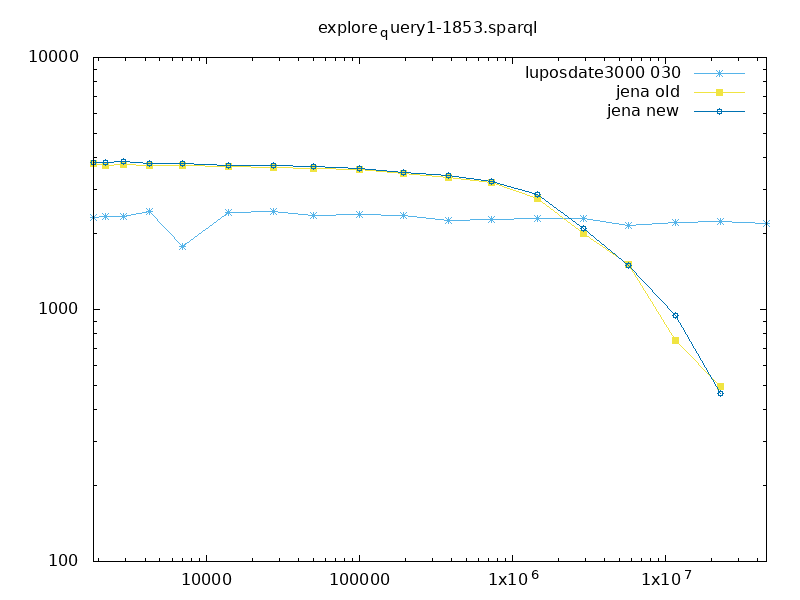 explore_query1-1853.sparql
10000
luposdate3000 030
jena old
jena new
1000
100
10000 100000 1x10^6 1x10^7